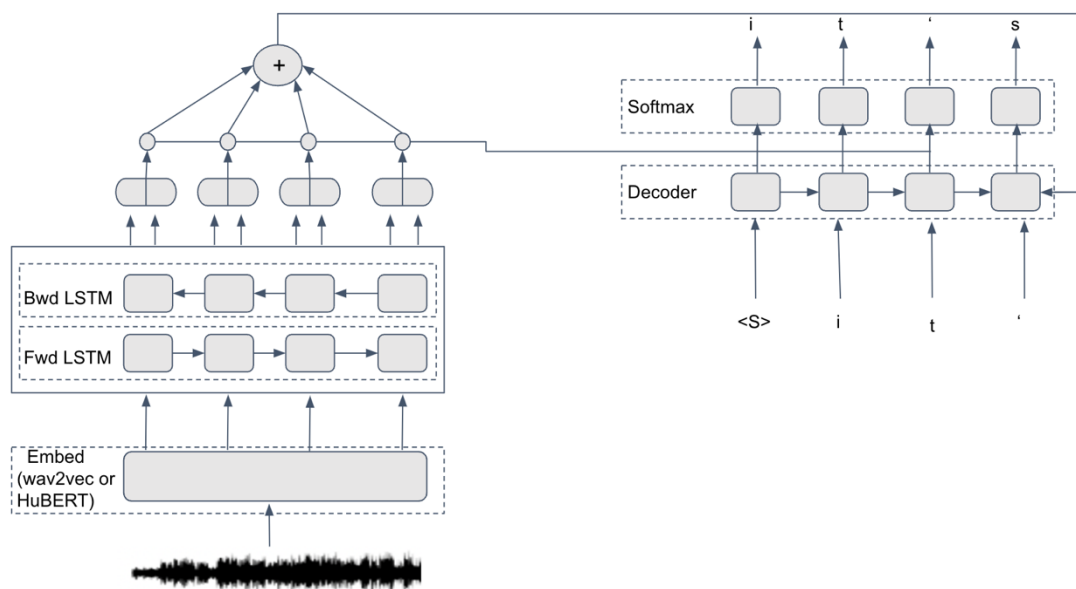 i t ‘ s
+
Softmax
Decoder
Bwd LSTM
<S> i t ‘
Fwd LSTM
Embed
(wav2vec or
HuBERT)